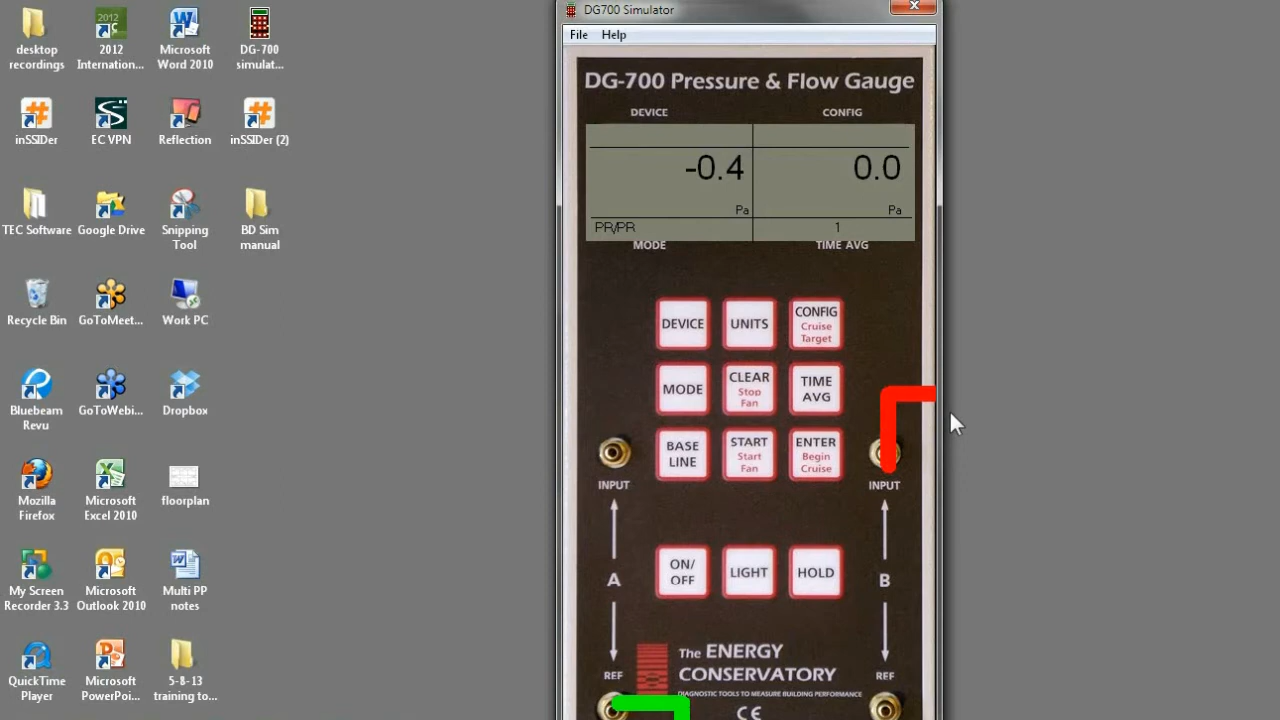 desktop
recordings
2012
2012
Internation...
Microsoft
Word 2010
DG-700
simulat...
inSSIDer
EC VPN
Reflection
inSSIDer (2)
TEC Software
Google Drive
Snipping
Tool
BD Sim
manual
Recycle Bin
GoToMeet...
Work PC
Bluebeam
Revu
GoToWebi...
Dropbox
Mozilla
Firefox
Microsoft
Excel 2010
floorplan
My Screen
Recorder 3.3
Microsoft
Outlook 2010
Multi PP
notes
QuickTime
Player
Microsoft
PowerPoi...
5-8-13
training to...
DG700 Simulator
File Help
DG-700 Pressure & Flow Gauge
DEVICE CONFIG
-0.4 0.0
Pa Pa
PR/PR 1
MODE TIME AVG
DEVICE
UNITS
CONFIG
Cruise
Target
MODE
CLEAR
Stop
Fan
TIME
AVG
BASE
LINE
START
Start
Fan
ENTER
Begin
Cruise
INPUT INPUT
ON/
OFF
LIGHT
HOLD
A B
The ENERGY
CONSERVATORY
DIAGNOSTIC TOOLS TO MEASURE BUILDING PERFORMANCE
REF REF
CE